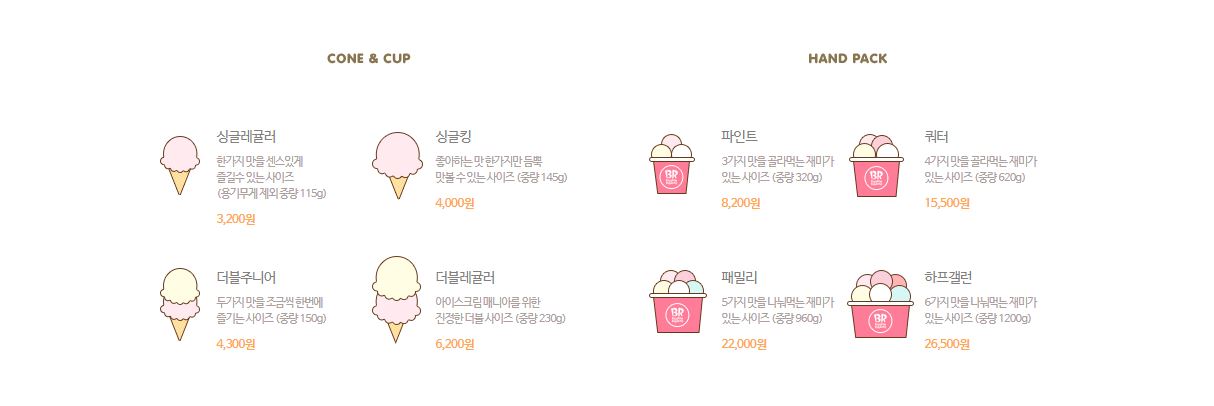 CONE & CUP
싱글레귤러
한가지 맛을 센스있게
즐길수 있는 사이즈
(용기무게 제외 중량 115g)
3,200원
싱글킹
좋아하는 맛 한가지만 듬뿍
맛볼 수 있는 사이즈 (중량 145g)
4,000원
더블주니어
두가지 맛을 조금씩 한번에
즐기는 사이즈 (중량 150g)
4,300원
더블레귤러
아이스크림 매니아를 위한
진정한 더블 사이즈 (중량 230g)
6,200원
HAND PACK
파인트
3가지 맛을 골라먹는 재미가
있는 사이즈 (중량 320g)
8,200원
BR
쿼터
4가지 맛을 골라먹는 재미가
있는 사이즈 (중량 620g)
15,500원
BR
패밀리
5가지 맛을 나눠먹는 재미가
있는 사이즈 (중량 960g)
22,000원
BR
하프갤런
6가지 맛을 나눠먹는 재미가
있는 사이즈 (중량 1200g)
26,500원
BR